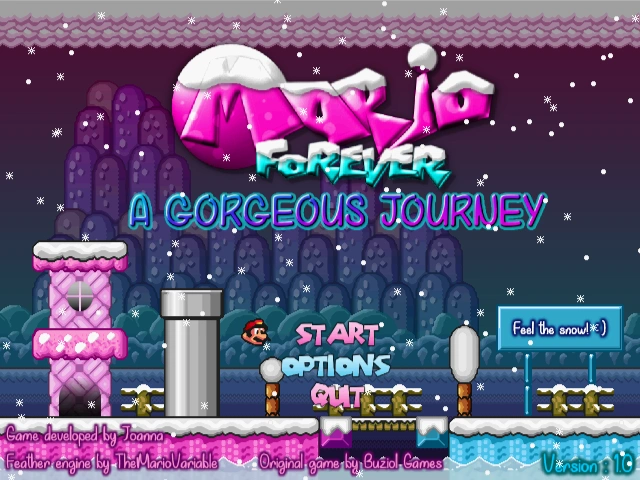 Mario
FOREVER
A GORGEOUS JOURNEY
START
OPTIONS
QUIT
Feel the snow! :)
Game developed by Joanna
Feather engine by TheMarioVariable
Original game by Buziol Games
Version : 1.0